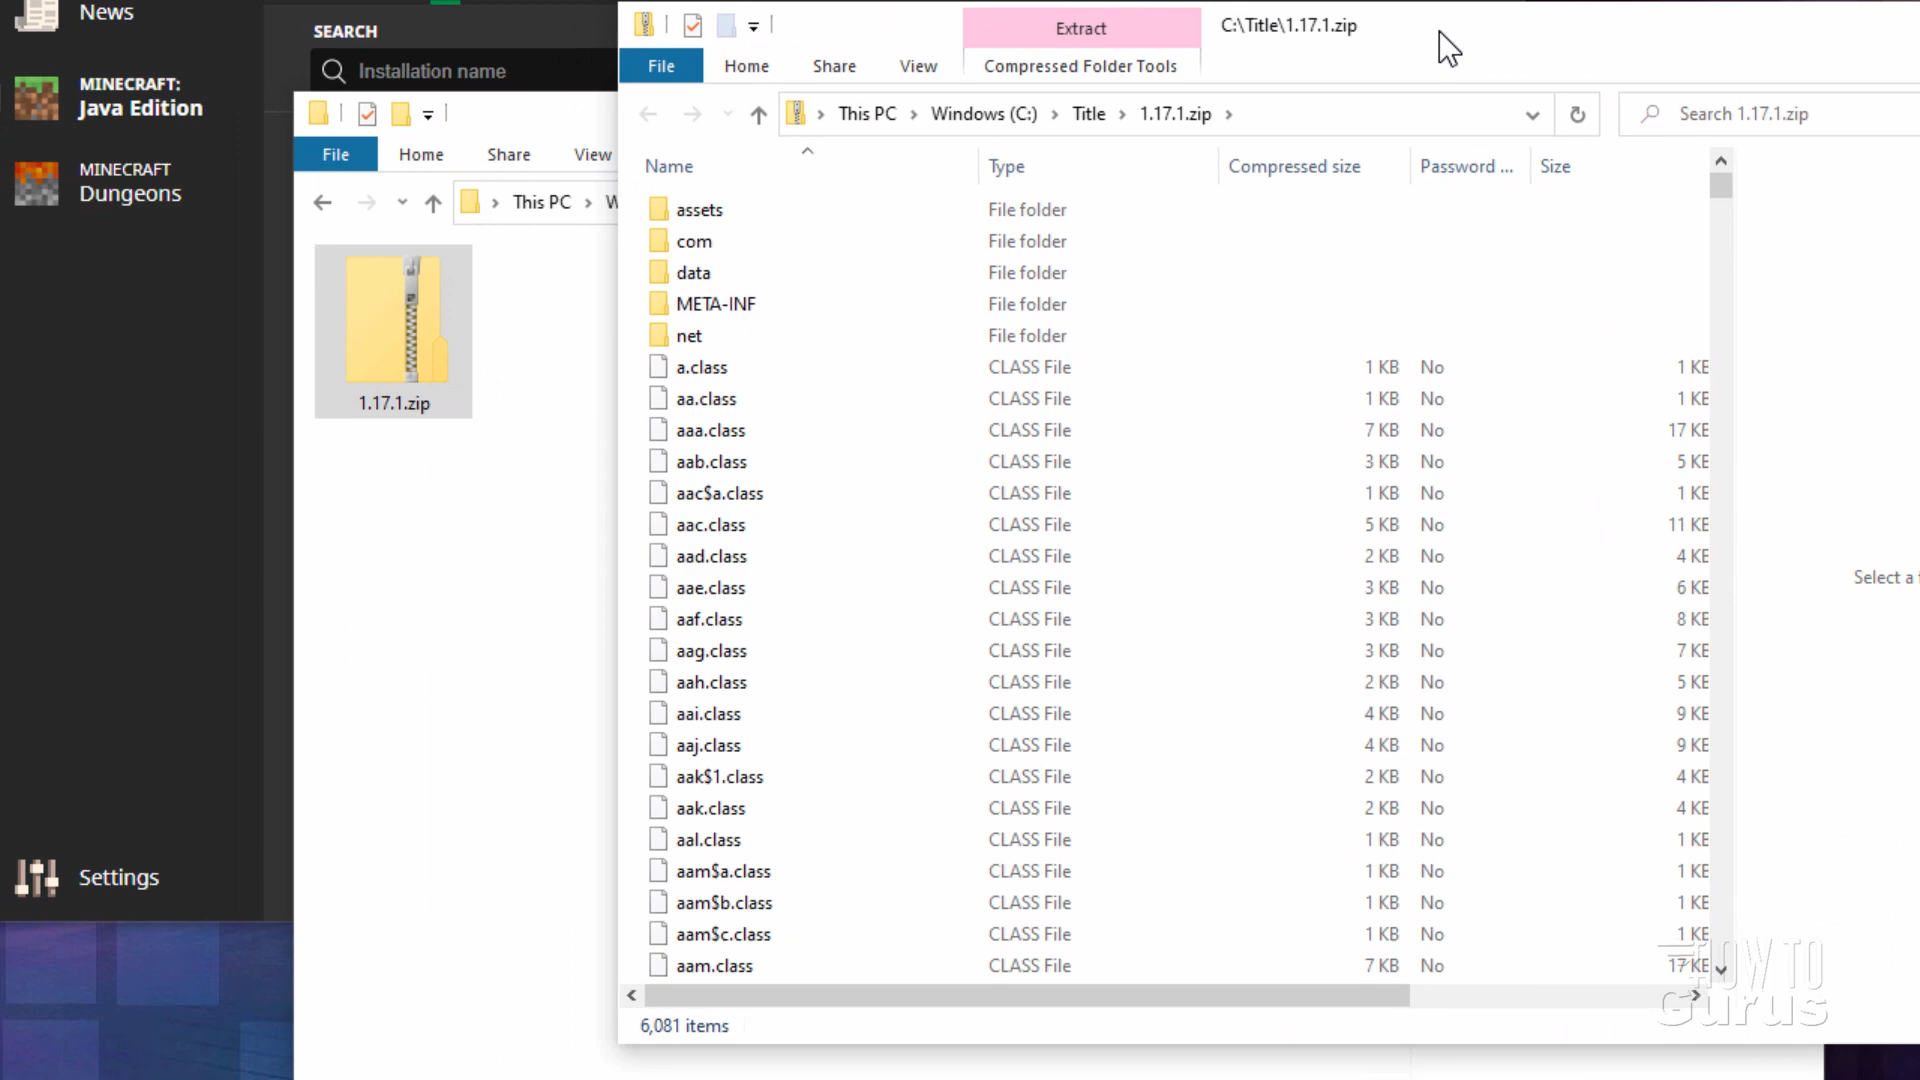 News
MINECRAFT:
Java Edition
MINECRAFT
Dungeons
Settings
SEARCH
Installation name
File Home Share View
This PC
1.17.1.zip
Extract
C:\Title\1.17.1.zip
File Home Share View Compressed Folder Tools
This PC Windows (C:) Title 1.17.1.zip
Search 1.17.1.zip
Name Type Compressed size Password ... Size
assets File folder
com File folder
data File folder
META-INF File folder
net File folder
a.class CLASS File 1 KB No 1 KB
aa.class CLASS File 1 KB No 1 KB
aaa.class CLASS File 7 KB No 17 KB
aab.class CLASS File 3 KB No 5 KB
aac$a.class CLASS File 1 KB No 1 KB
aac.class CLASS File 5 KB No 11 KB
aad.class CLASS File 2 KB No 4 KB
aae.class CLASS File 3 KB No 6 KB
aaf.class CLASS File 3 KB No 8 KB
aag.class CLASS File 3 KB No 7 KB
aah.class CLASS File 2 KB No 5 KB
aai.class CLASS File 4 KB No 9 KB
aaj.class CLASS File 4 KB No 9 KB
aak$1.class CLASS File 2 KB No 4 KB
aak.class CLASS File 2 KB No 4 KB
aal.class CLASS File 1 KB No 1 KB
aam$a.class CLASS File 1 KB No 1 KB
aam$b.class CLASS File 1 KB No 1 KB
aam$c.class CLASS File 1 KB No 1 KB
aam.class CLASS File 7 KB No 17 KB
6,081 items
Select a
HOW TO
Gurus